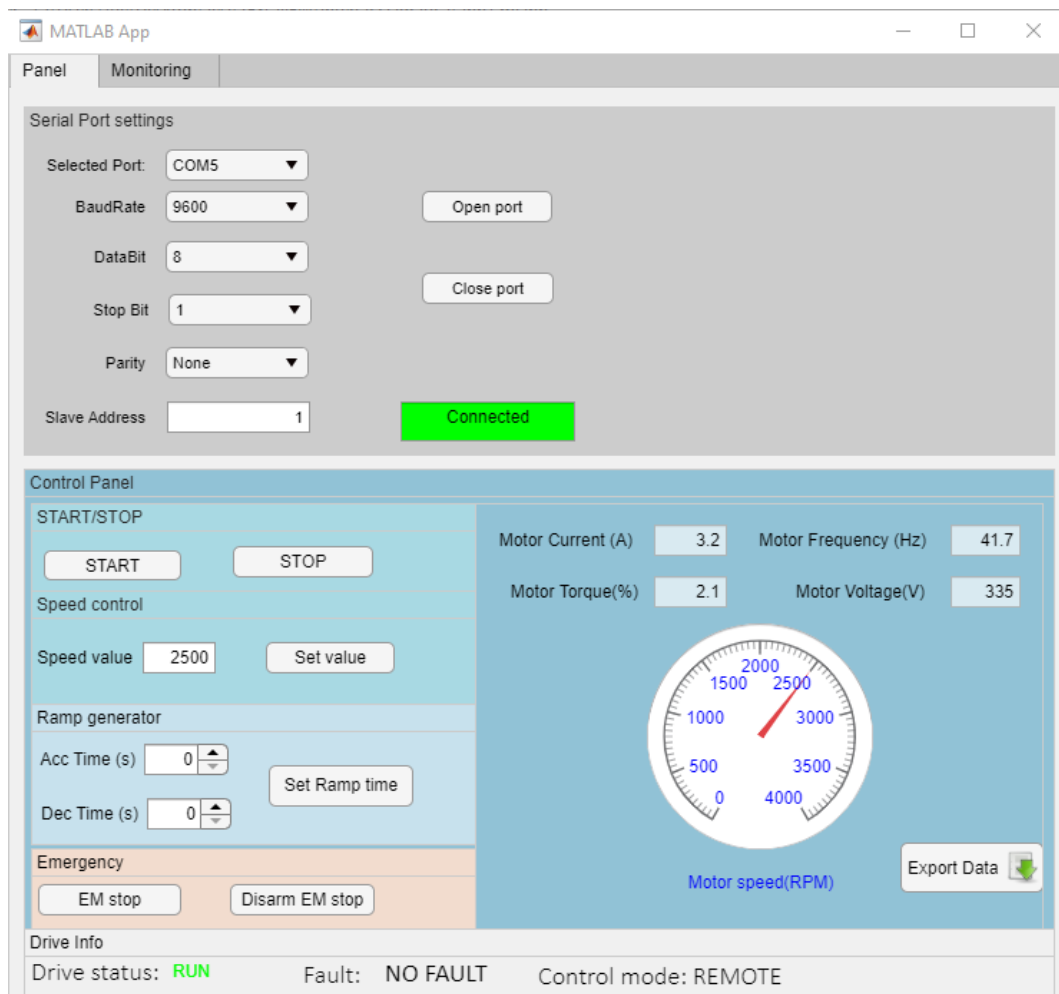 MATLAB App
Panel Monitoring
Serial Port settings
Selected Port: COM5
BaudRate 9600 Open port
DataBit 8
Close port
Stop Bit 1
Parity None
Slave Address 1 Connected
Control Panel
START/STOP
START STOP
Speed control
Speed value 2500 Set value
Ramp generator
Acc Time (s) 0
Set Ramp time
Dec Time (s) 0
Emergency
EM stop Disarm EM stop
Motor Current (A) 3.2 Motor Frequency (Hz) 41.7
Motor Torque(%) 2.1 Motor Voltage(V) 335
0 500 1000 1500 2000 2500 3000 3500 4000
Motor speed(RPM)
Export Data
Drive Info
Drive status: RUN Fault: NO FAULT Control mode: REMOTE